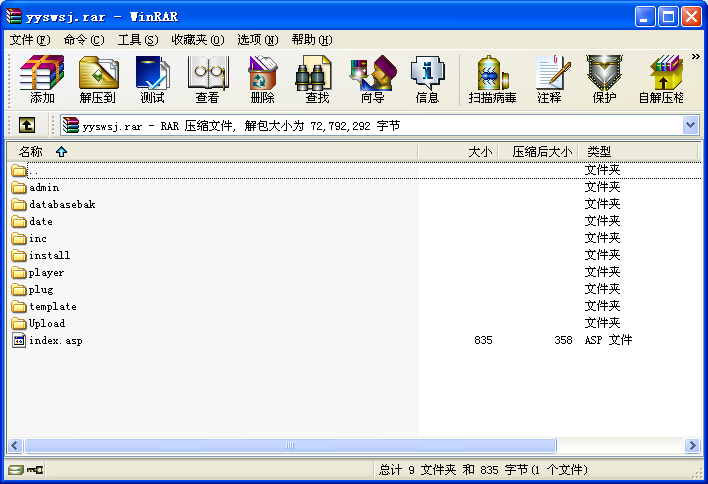 yyswsj.rar - WinRAR
文件(F) 命令(C) 工具(S) 收藏夹(O) 选项(N) 帮助(H)
添加 解压到 测试 查看 删除 查找 向导 信息 扫描病毒 注释 保护 自解压格
yyswsj.rar - RAR 压缩文件, 解包大小为 72,792,292 字节
名称 大小 压缩后大小 类型
.. 文件夹
admin 文件夹
databasebak 文件夹
date 文件夹
inc 文件夹
install 文件夹
player 文件夹
plug 文件夹
template 文件夹
Upload 文件夹
index.asp 835 358 ASP 文件
总计 9 文件夹 和 835 字节(1 个文件)